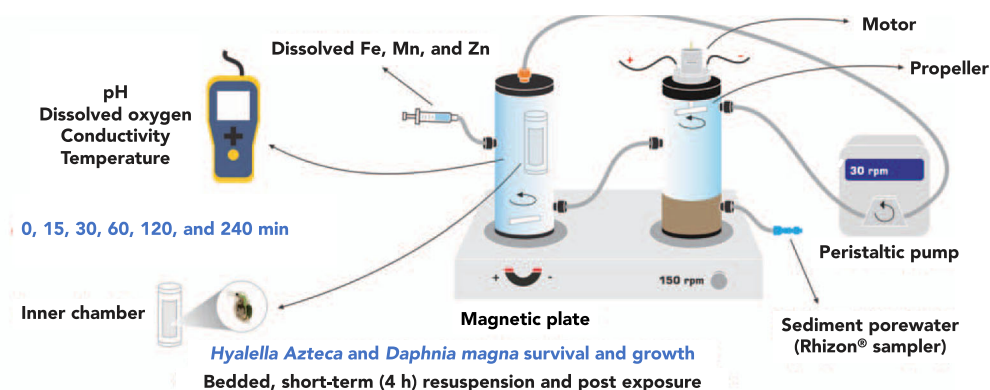 Motor
Dissolved Fe, Mn, and Zn
Propeller
pH
Dissolved oxygen
Conductivity
Temperature
30 rpm
0, 15, 30, 60, 120, and 240 min
Peristaltic pump
150 rpm
Inner chamber
Magnetic plate
Sediment porewater
(Rhizon® sampler)
Hyalella Azteca and Daphnia magna survival and growth
Bedded, short-term (4 h) resuspension and post exposure